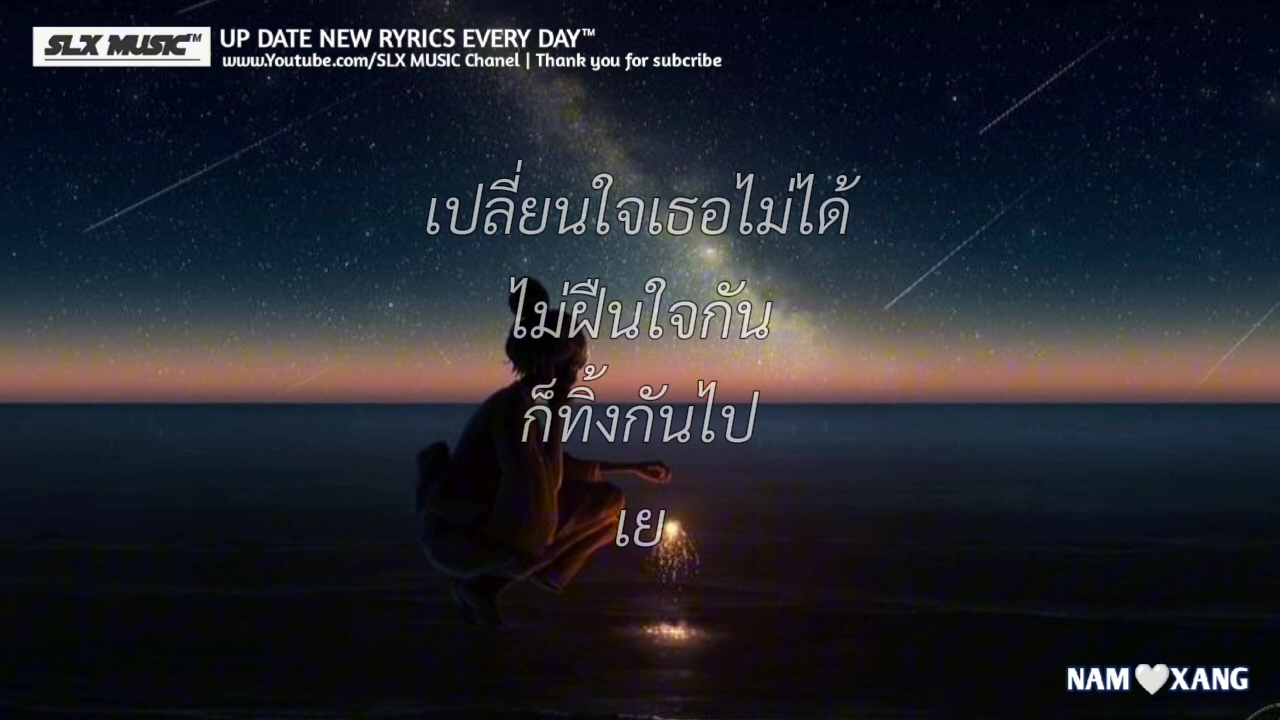 SLX MUSIC™ UP DATE NEW RYRICS EVERY DAY™
www.Youtube.com/SLX MUSIC Chanel | Thank you for subcribe
เปลี่ยนใจเธอไม่ได้
ไม่ฝืนใจกัน
ก็ทิ้งกันไป
เย
NAM🤍XANG